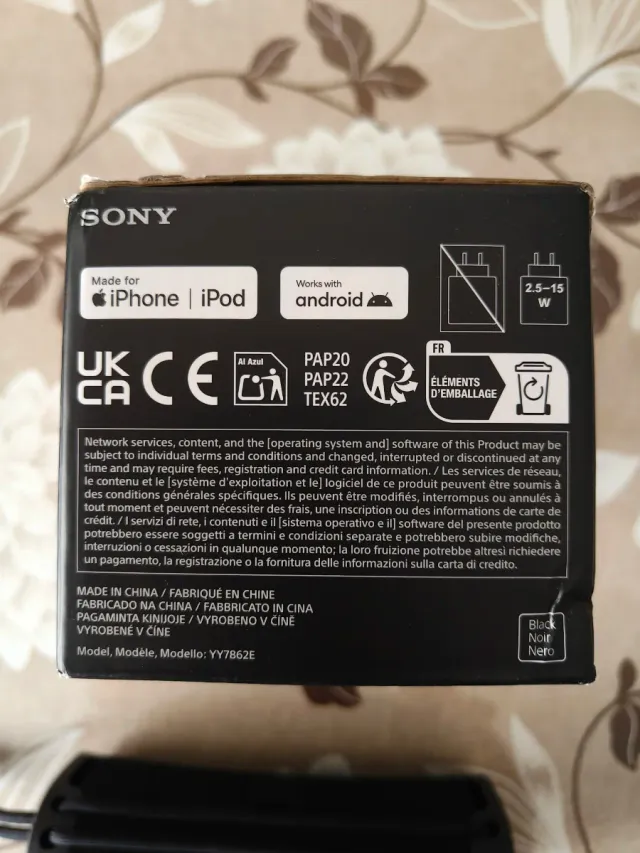 SONY
Made for
iPhone | iPod
Works with
android
2.5–15
W
UK
CA
CE
Al Azul
PAP20
PAP22
TEX62
FR
ÉLÉMENTS
D'EMBALLAGE
Network services, content, and the [operating system and] software of this Product may be
subject to individual terms and conditions and changed, interrupted or discontinued at any
time and may require fees, registration and credit card information. / Les services de réseau,
le contenu et le [système d'exploitation et le] logiciel de ce produit peuvent être soumis à
des conditions générales spécifiques. Ils peuvent être modifiés, interrompus ou annulés à
tout moment et peuvent nécessiter des frais, une inscription ou des informations de carte de
crédit. / I servizi di rete, i contenuti e il [sistema operativo e il] software del presente prodotto
potrebbero essere soggetti a termini e condizioni separate e potrebbero subire modifiche,
interruzioni o cessazioni in qualunque momento; la loro fruizione potrebbe altresì richiedere
un pagamento, la registrazione o la fornitura delle informazioni sulla carta di credito.
MADE IN CHINA / FABRIQUÉ EN CHINE
FABRICADO NA CHINA / FABBRICATO IN CINA
PAGAMINTA KINIJOJE / VYROBENO V ČÍNĚ
VYROBENÉ V ČÍNE
Model, Modèle, Modello: YY7862E
Black
Noir
Nero